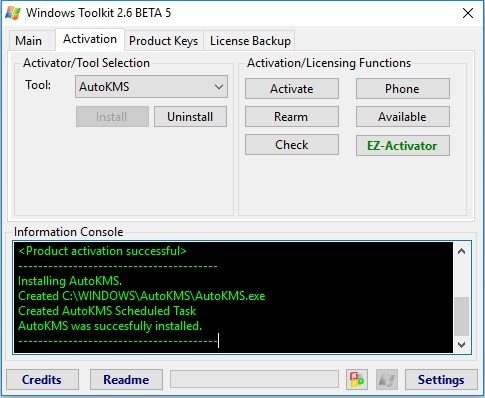 Windows Toolkit 2.6 BETA 5
Main Activation Product Keys License Backup
Activator/Tool Selection
Tool: AutoKMS
Install Uninstall
Activation/Licensing Functions
Activate Phone
Rearm Available
Check EZ-Activator
Information Console
<Product activation successful>
----------------------------------------
Installing AutoKMS.
Created C:\WINDOWS\AutoKMS\AutoKMS.exe
Created AutoKMS Scheduled Task
AutoKMS was succesfully installed.
----------------------------------------
Credits Readme Settings